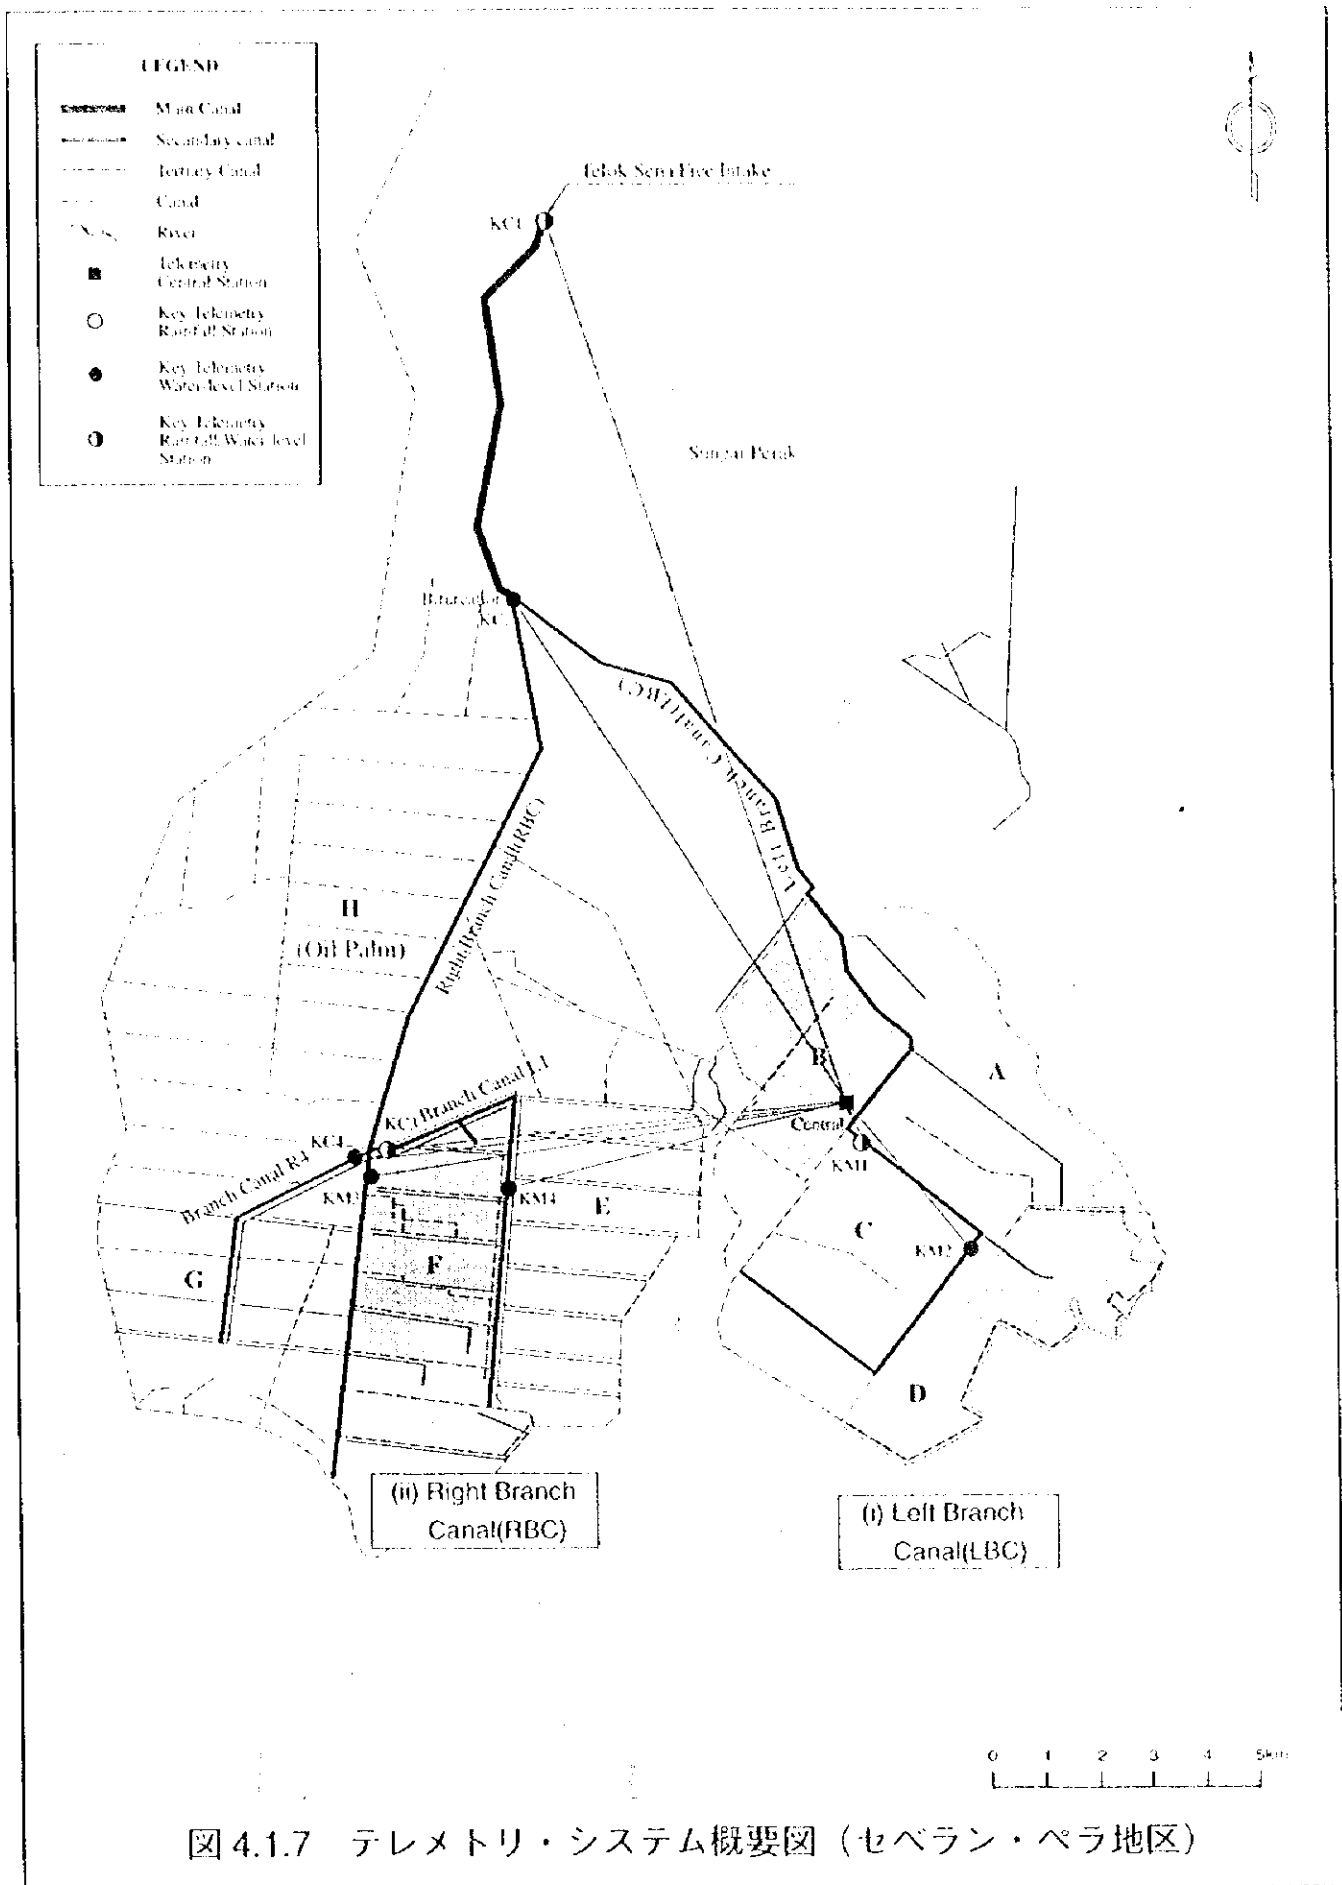 LEGEND
Main Canal
Secondary canal
Tertiary Canal
Canal
River
Telemetry
Central Station
Key Telemetry
Rainfall Station
Key Telemetry
Water-level Station
Key Telemetry
Rainfall/Water-level
Station
Free Intake
KC1
Sungai Perak
KC
Left Branch Canal(LBC)
Right Branch Canal(RBC)
H
(Oil Palm)
B
A
Central
KM1
KC3
Branch Canal L1
KC4
Branch Canal R4
KM3
KM4
E
C
KM2
G
F
D
(ii) Right Branch
Canal(RBC)
(i) Left Branch
Canal(LBC)
0 1 2 3 4 5km
図 4.1.7 テレメトリ・システム概要図（セベラン・ペラ地区）